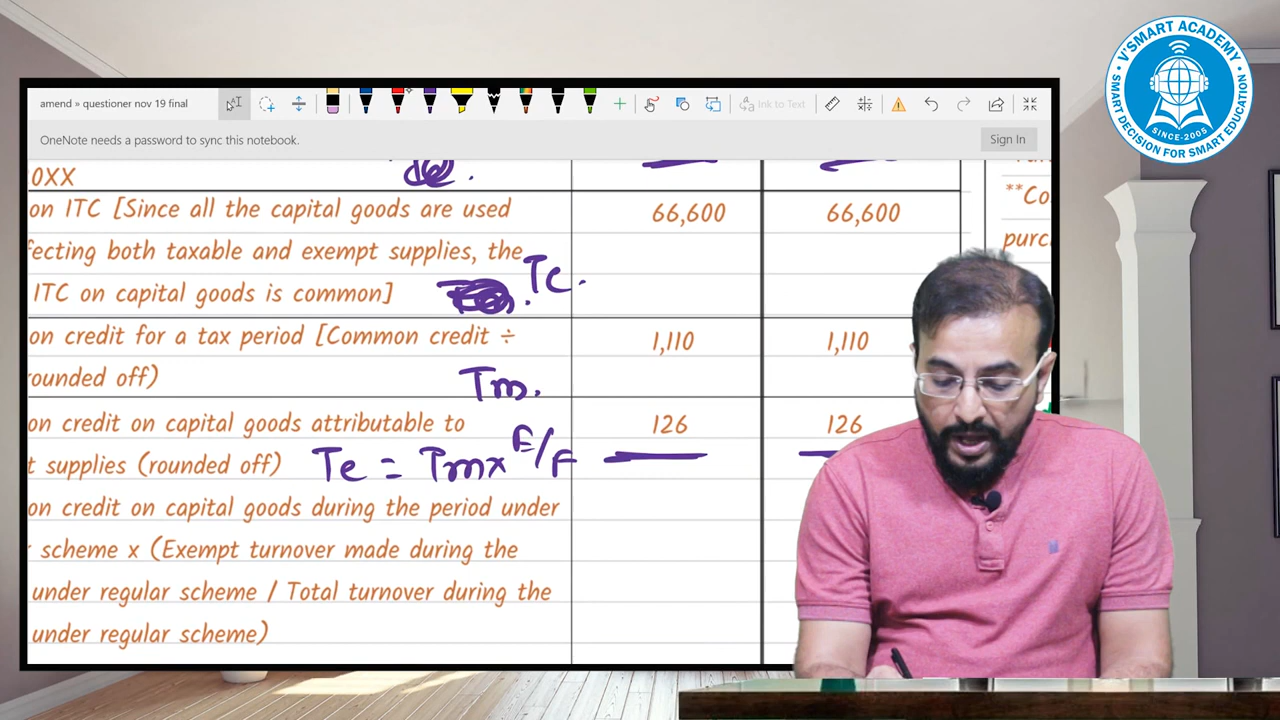 amend » questioner nov 19 final
Ink to Text
OneNote needs a password to sync this notebook.
Sign In
V'SMART ACADEMY
SINCE-2005
SMART DECISION FOR SMART EDUCATION
0XX
on ITC [Since all the capital goods are used 66,600 66,600
fecting both taxable and exempt supplies, the
ITC on capital goods is common] Tc.
**Co
purc
on credit for a tax period [Common credit ÷ 1,110 1,110
rounded off)
Tm.
on credit on capital goods attributable to 126 126
t supplies (rounded off) Te = Tm x E/F
on credit on capital goods during the period under
scheme x (Exempt turnover made during the
under regular scheme / Total turnover during the
under regular scheme)